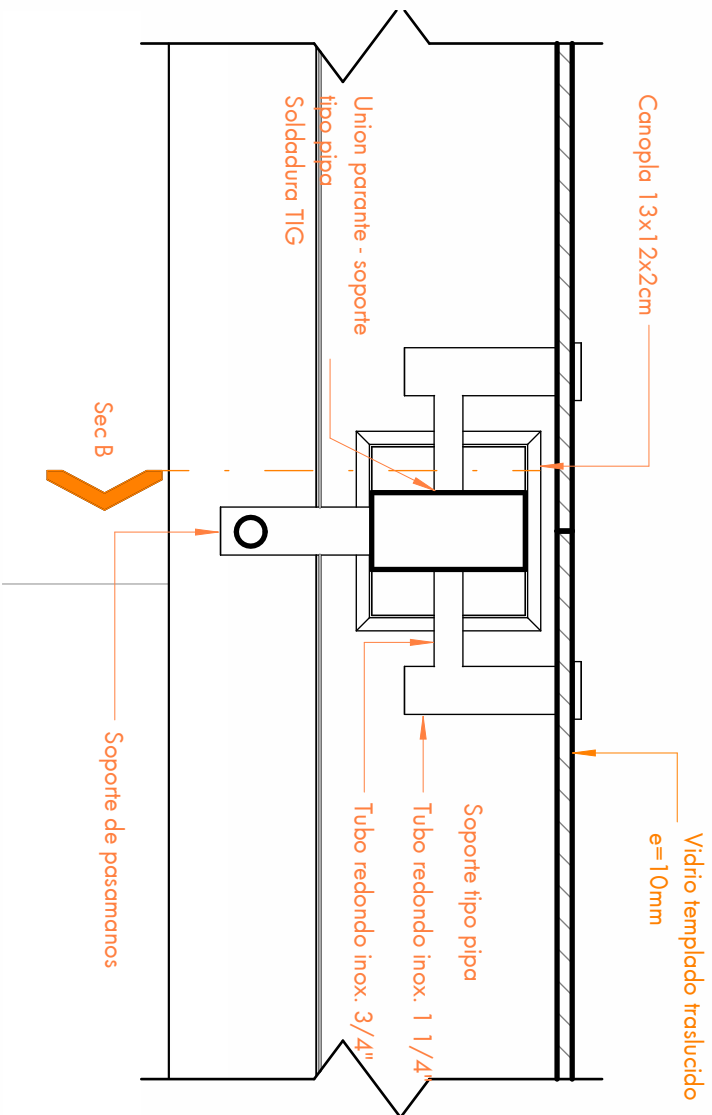 Vidrio templado traslucido
e=10mm
Canopla 13x12x2cm
Soporte tipo pipa
Tubo redondo inox. 1 1/4"
Tubo redondo inox. 3/4"
Union parante - soporte
tipo pipa
Soldadura TIG
Sec B
Soporte de pasamanos